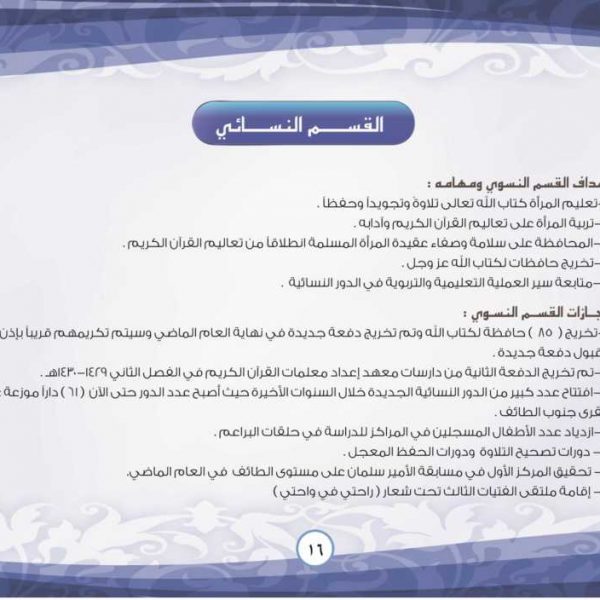 القسم النسائي
ومهامه : القسم النسوي
-تعليم المرأة كتاب الله تعالى تلاوة وتجويداً وحفظاً .
-تربية المرأة على تعاليم القرآن الكريم وآدابه .
-المحافظة على سلامة وصفاء عقيدة المرأة المسلمة انطلاقاً من تعاليم القرآن الكريم .
-تخريج حافظات لكتاب الله عز وجل .
-متابعة سير العملية التعليمية والتربوية في الدور النسائية .
القسم النسوي :
-تخريج ( ٨٥ ) حافظة لكتاب الله وتم تخريج دفعة جديدة في نهاية العام الماضي وسيتم تكريمهم قريباً بإذن
قبول دفعة جديدة .
-تم تخريج الدفعة الثانية من دارسات معهد إعداد معلمات القرآن الكريم في الفصل الثاني ١٤٢٩-١٤٣٠هـ .
-افتتاح عدد كبير من الدور النسائية الجديدة خلال السنوات الأخيرة حيث أصبح عدد الدور حتى الآن ( ٦١ ) داراً موزعة
قرى جنوب الطائف .
-ازدياد عدد الأطفال المسجلين في المراكز للدراسة في حلقات البراعم .
- دورات تصحيح التلاوة ودورات الحفظ المعجل .
- تحقيق المركز الأول في مسابقة الأمير سلمان على مستوى الطائف في العام الماضي.
- إقامة ملتقى الفتيات الثالث تحت شعار ( راحتي في واحتي )
١٦